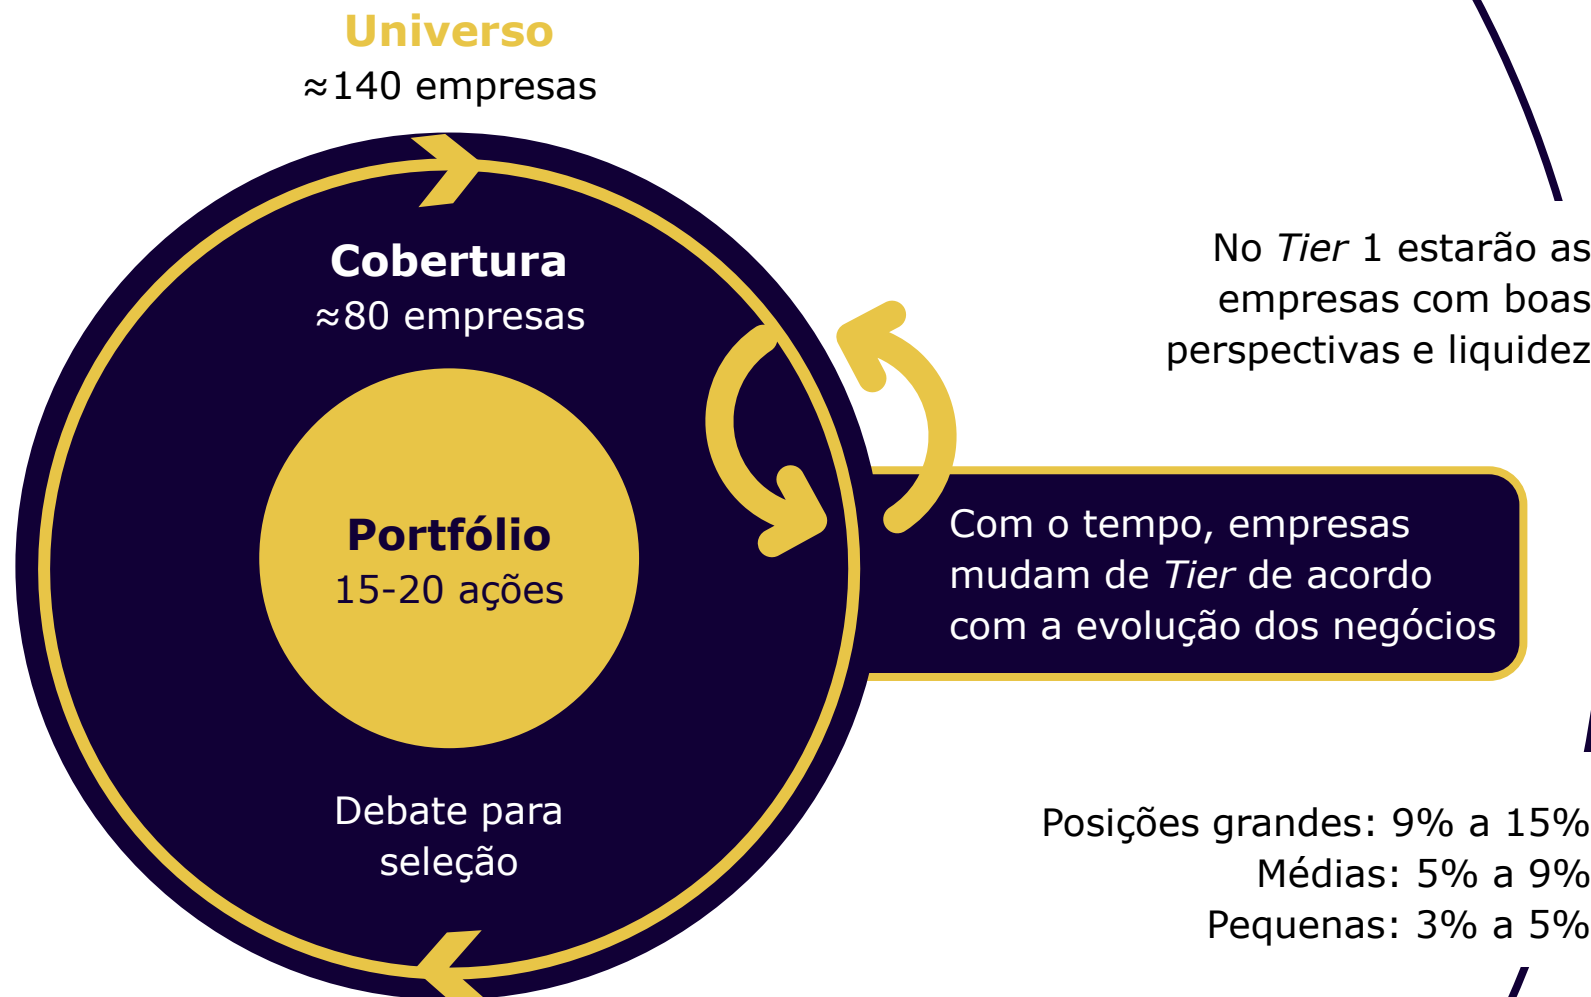 Universo
≈140 empresas
Cobertura
≈80 empresas
Portfólio
15-20 ações
Debate para
seleção
No Tier 1 estarão as
empresas com boas
perspectivas e liquidez
Com o tempo, empresas
mudam de Tier de acordo
com a evolução dos negócios
Posições grandes: 9% a 15%
Médias: 5% a 9%
Pequenas: 3% a 5%